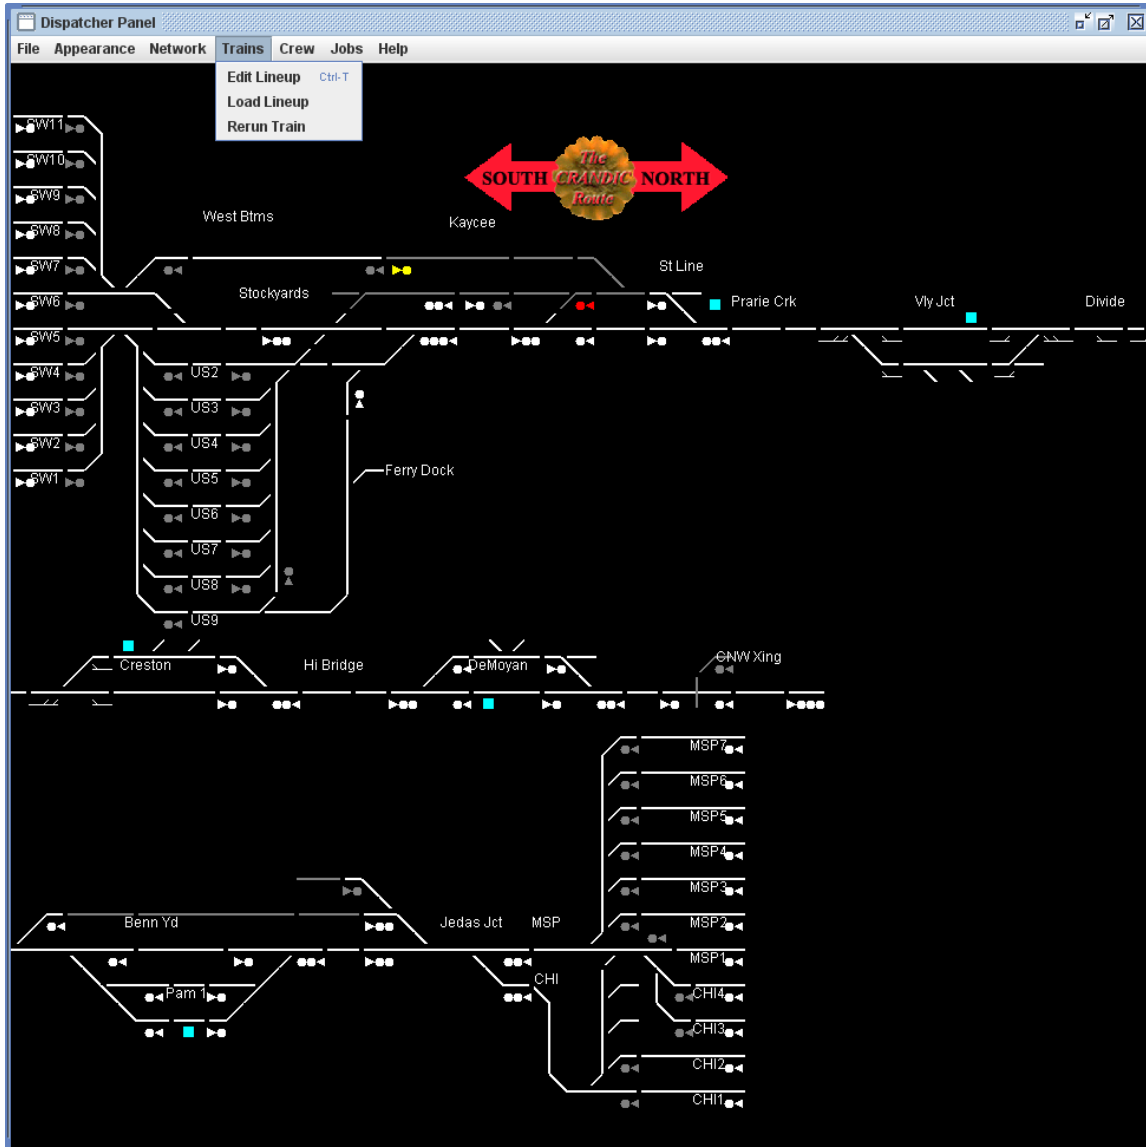 Dispatcher Panel
File Appearance Network Trains Crew Jobs Help
Edit Lineup Ctrl-T
Load Lineup
Rerun Train
SW11
SW10
SW9
SW8
SW7
SW6
SW5
SW4
SW3
SW2
SW1
The
SOUTH CRANDIC NORTH
Route
West Btms
Kaycee
St Line
Stockyards
Prarie Crk
Vly Jct
Divide
US2
US3
US4
US5
US6
US7
US8
US9
Ferry Dock
Creston
Hi Bridge
DeMoyan
CNW Xing
MSP7
MSP6
MSP5
MSP4
MSP3
MSP2
MSP1
Benn Yd
Jedas Jct
MSP
CHI
Pam 1
CHI4
CHI3
CHI2
CHI1